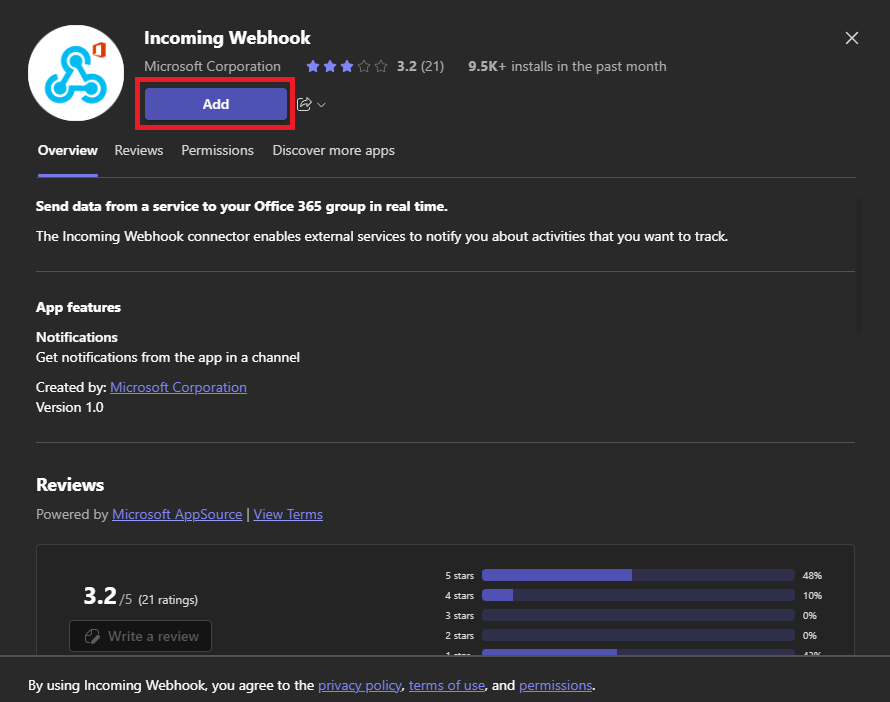 Incoming Webhook
Microsoft Corporation 3.2 (21) 9.5K+ installs in the past month
Add
Overview Reviews Permissions Discover more apps
Send data from a service to your Office 365 group in real time.
The Incoming Webhook connector enables external services to notify you about activities that you want to track.
App features
Notifications
Get notifications from the app in a channel
Created by: Microsoft Corporation
Version 1.0
Reviews
Powered by Microsoft AppSource | View Terms
3.2 /5 (21 ratings)
Write a review
5 stars 48%
4 stars 10%
3 stars 0%
2 stars 0%
1 star 43%
By using Incoming Webhook, you agree to the privacy policy, terms of use, and permissions.